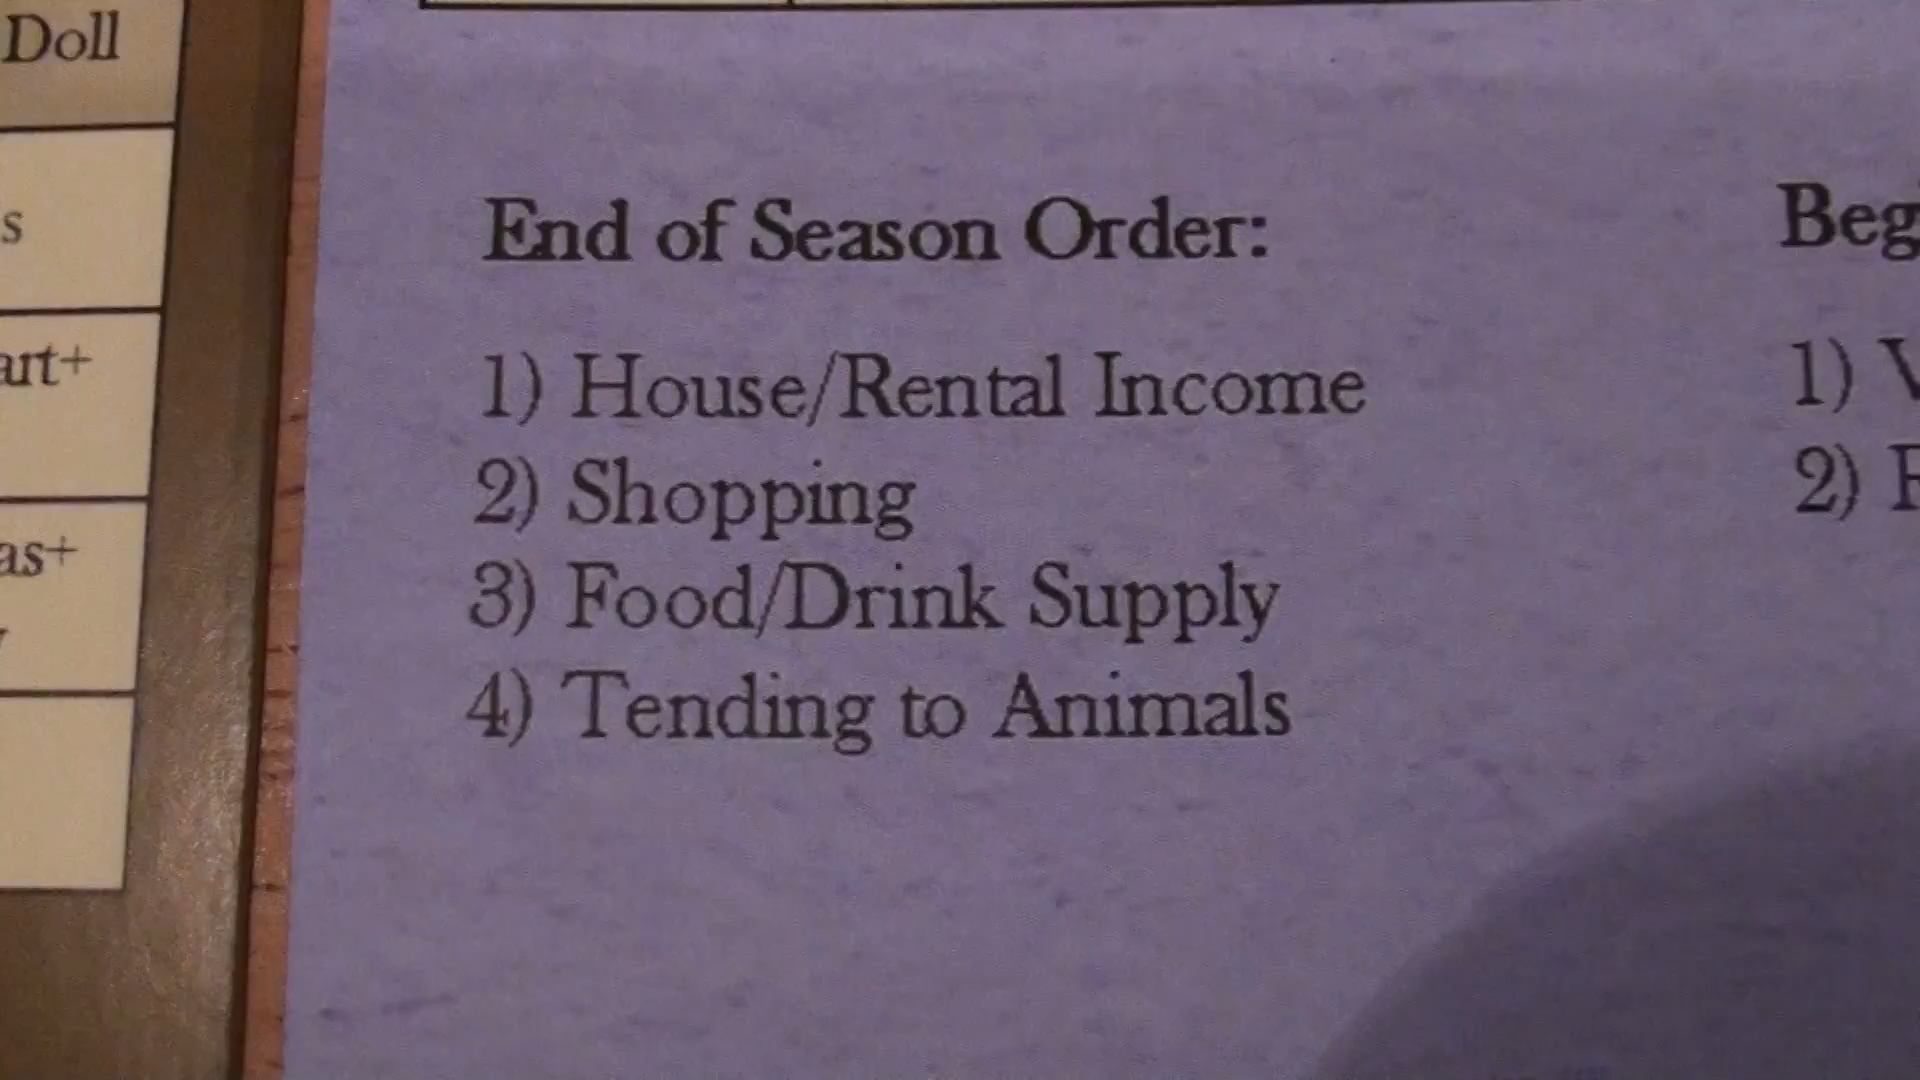 Doll
s
art+
as+
End of Season Order:
1) House/Rental Income
2) Shopping
3) Food/Drink Supply
4) Tending to Animals
Beg
1)
2)